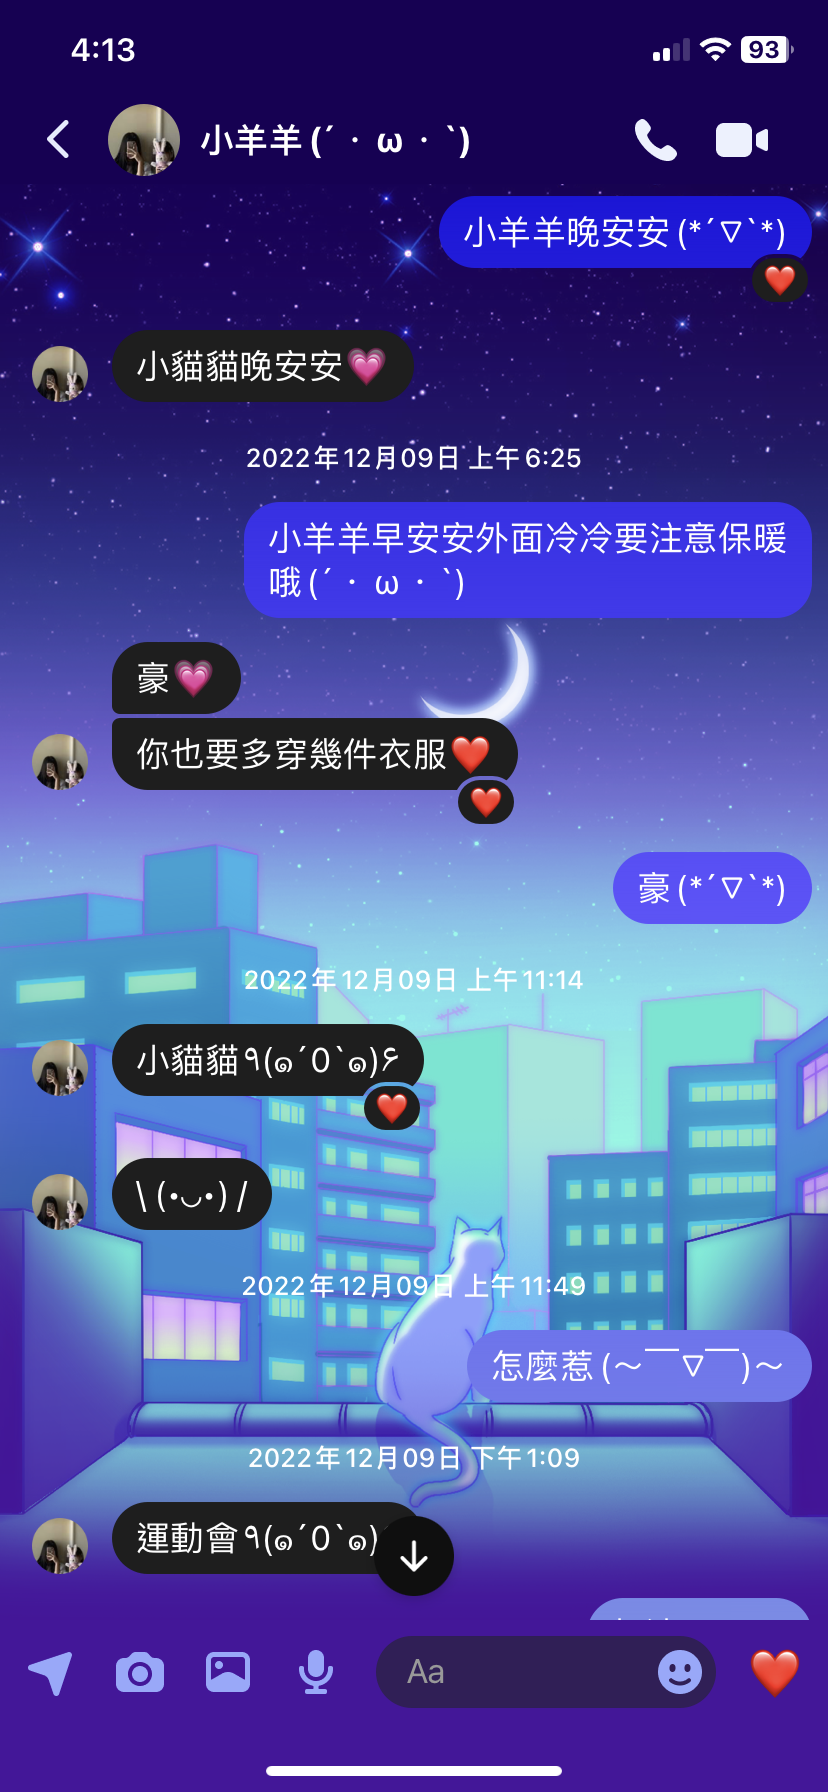 4:13
93
小羊羊(´・ω・`)
小羊羊晚安安(*´∇`*)
小貓貓晚安安💗
2022年12月09日 上午6:25
小羊羊早安安外面冷冷要注意保暖
哦(´・ω・`)
豪💗
你也要多穿幾件衣服❤️
豪(*´∇`*)
2022年12月09日 上午11:14
小貓貓٩(๑´0`๑)۶
\(•◡•)/
2022年12月09日 上午11:49
怎麼惹(～￣▽￣)～
2022年12月09日 下午1:09
運動會٩(๑´0`๑)
Aa